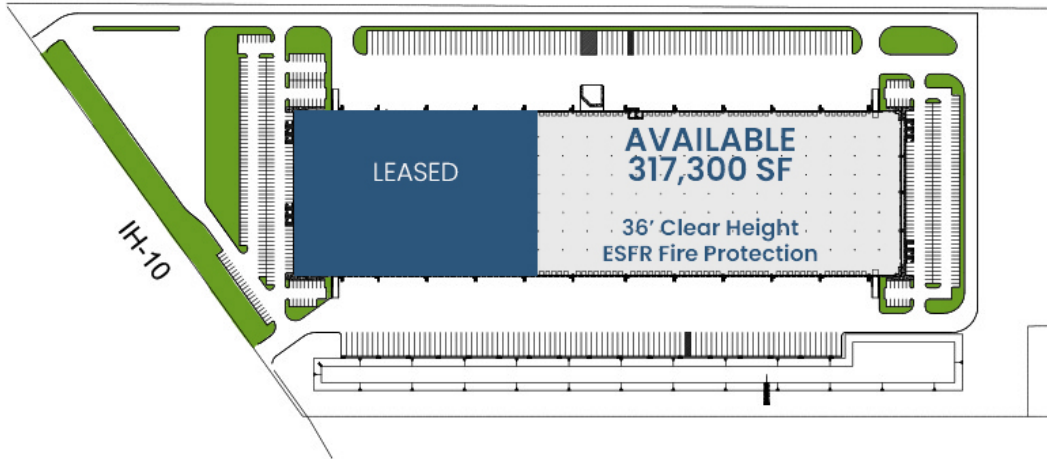 LEASED
AVAILABLE
317,300 SF
36’ Clear Height
ESFR Fire Protection
IH-10